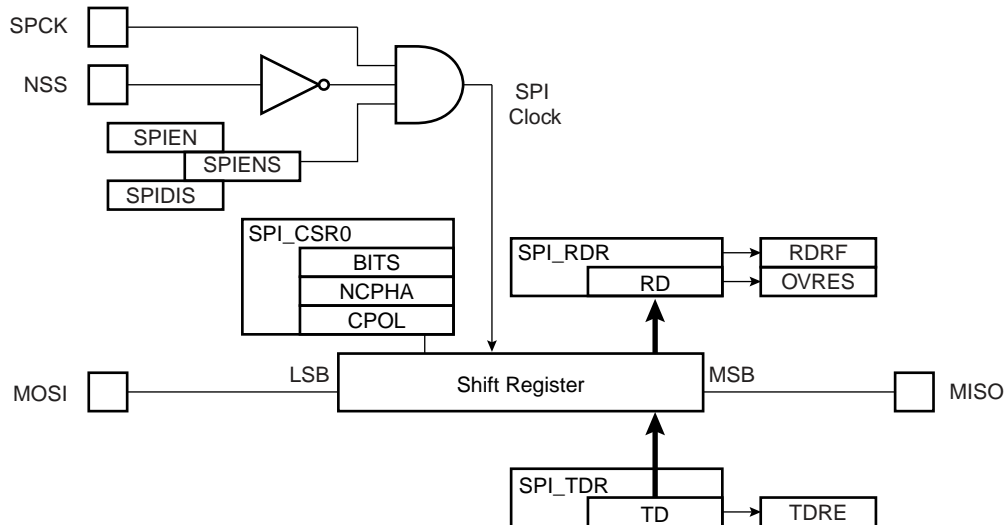 SPCK
NSS
SPI
Clock
SPIEN
SPIENS
SPIDIS
SPI_CSR0
BITS
NCPHA
CPOL
SPI_RDR
RD
RDRF
OVRES
LSB
Shift Register
MSB
MOSI
MISO
SPI_TDR
TD
TDRE